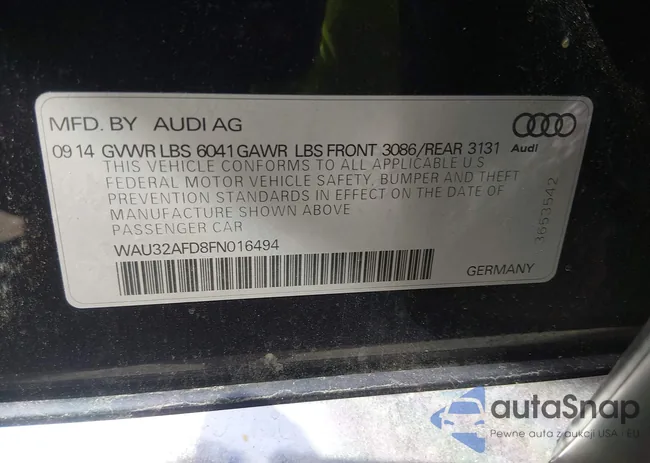 MFD. BY AUDI AG
09 14 GVWR LBS 6041 GAWR LBS FRONT 3086/REAR 3131
Audi
THIS VEHICLE CONFORMS TO ALL APPLICABLE U.S
FEDERAL MOTOR VEHICLE SAFETY, BUMPER AND THEFT
PREVENTION STANDARDS IN EFFECT ON THE DATE OF
MANUFACTURE SHOWN ABOVE
PASSENGER CAR
3653542
WAU32AFD8FN016494
GERMANY
autoSnap
Pewne auta z aukcji USA i EU